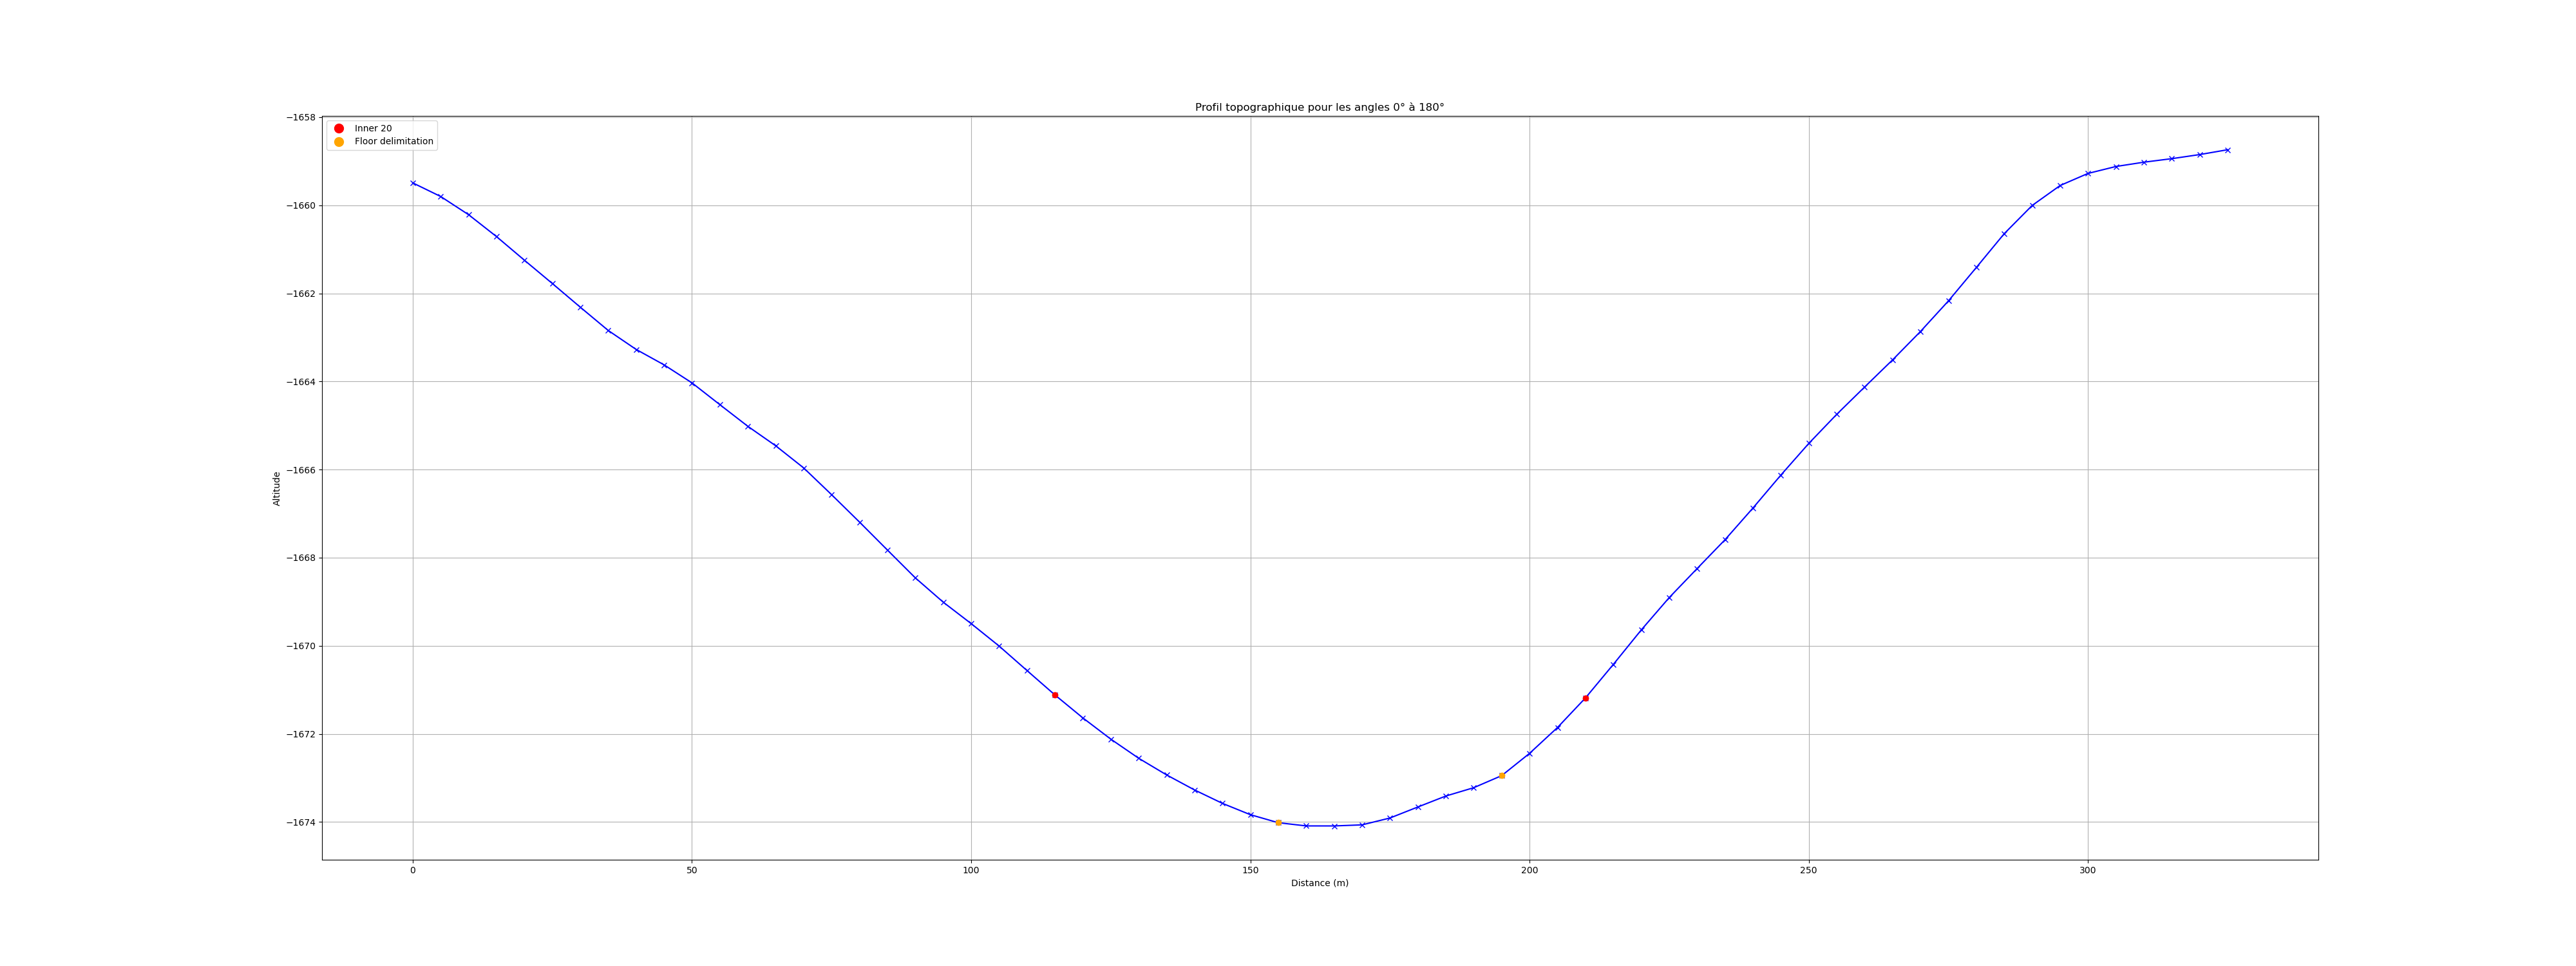 Profil topographique pour les angles 0° à 180°
Inner 20
Floor delimitation
−1658
−1660
−1662
−1664
−1666
−1668
−1670
−1672
−1674
Altitude
0 50 100 150 200 250 300
Distance (m)